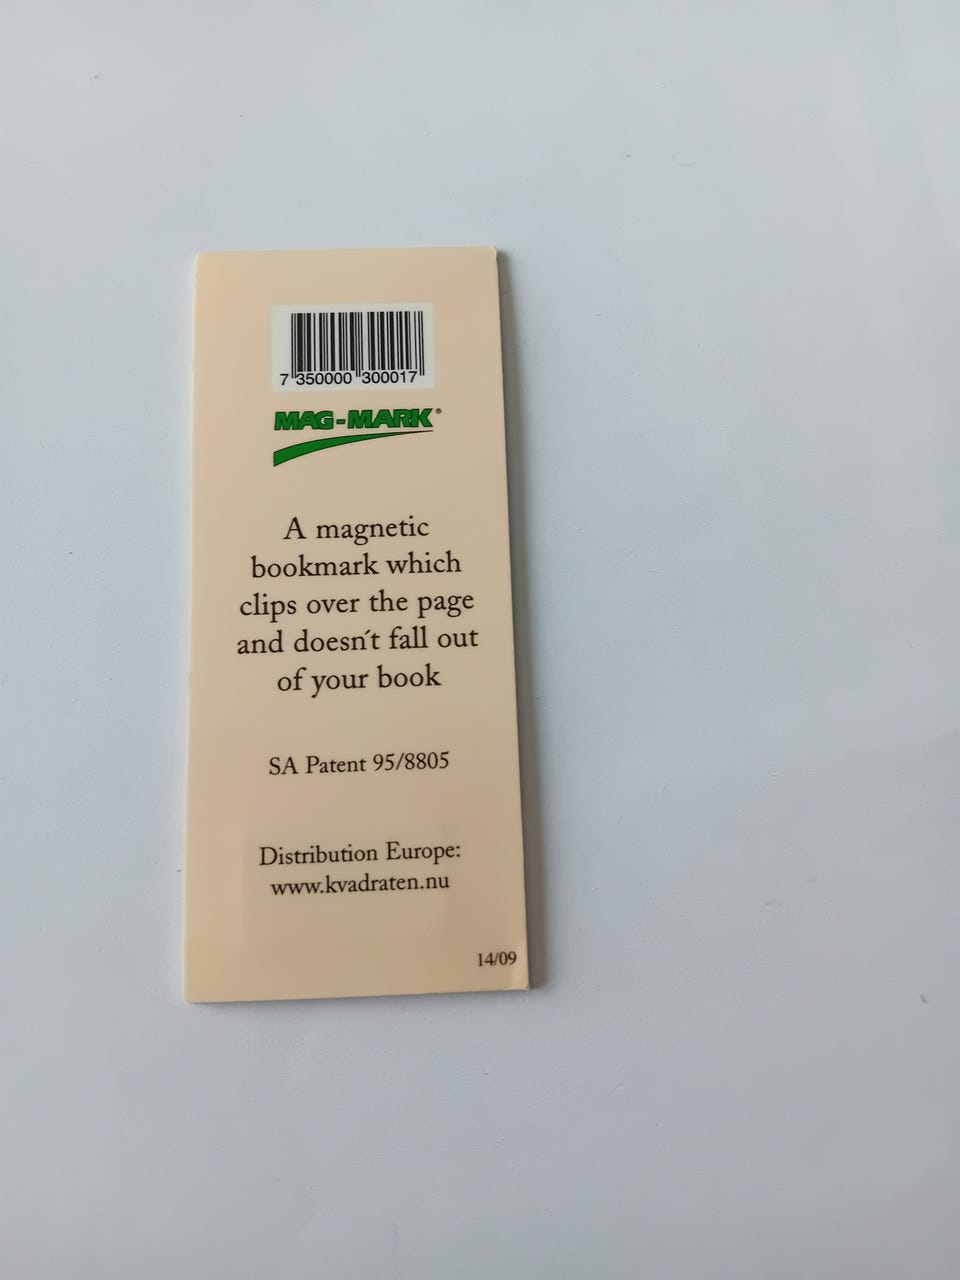 7 350000 300017
MAG-MARK®
A magnetic
bookmark which
clips over the page
and doesn´t fall out
of your book
SA Patent 95/8805
Distribution Europe:
www.kvadraten.nu
14/09